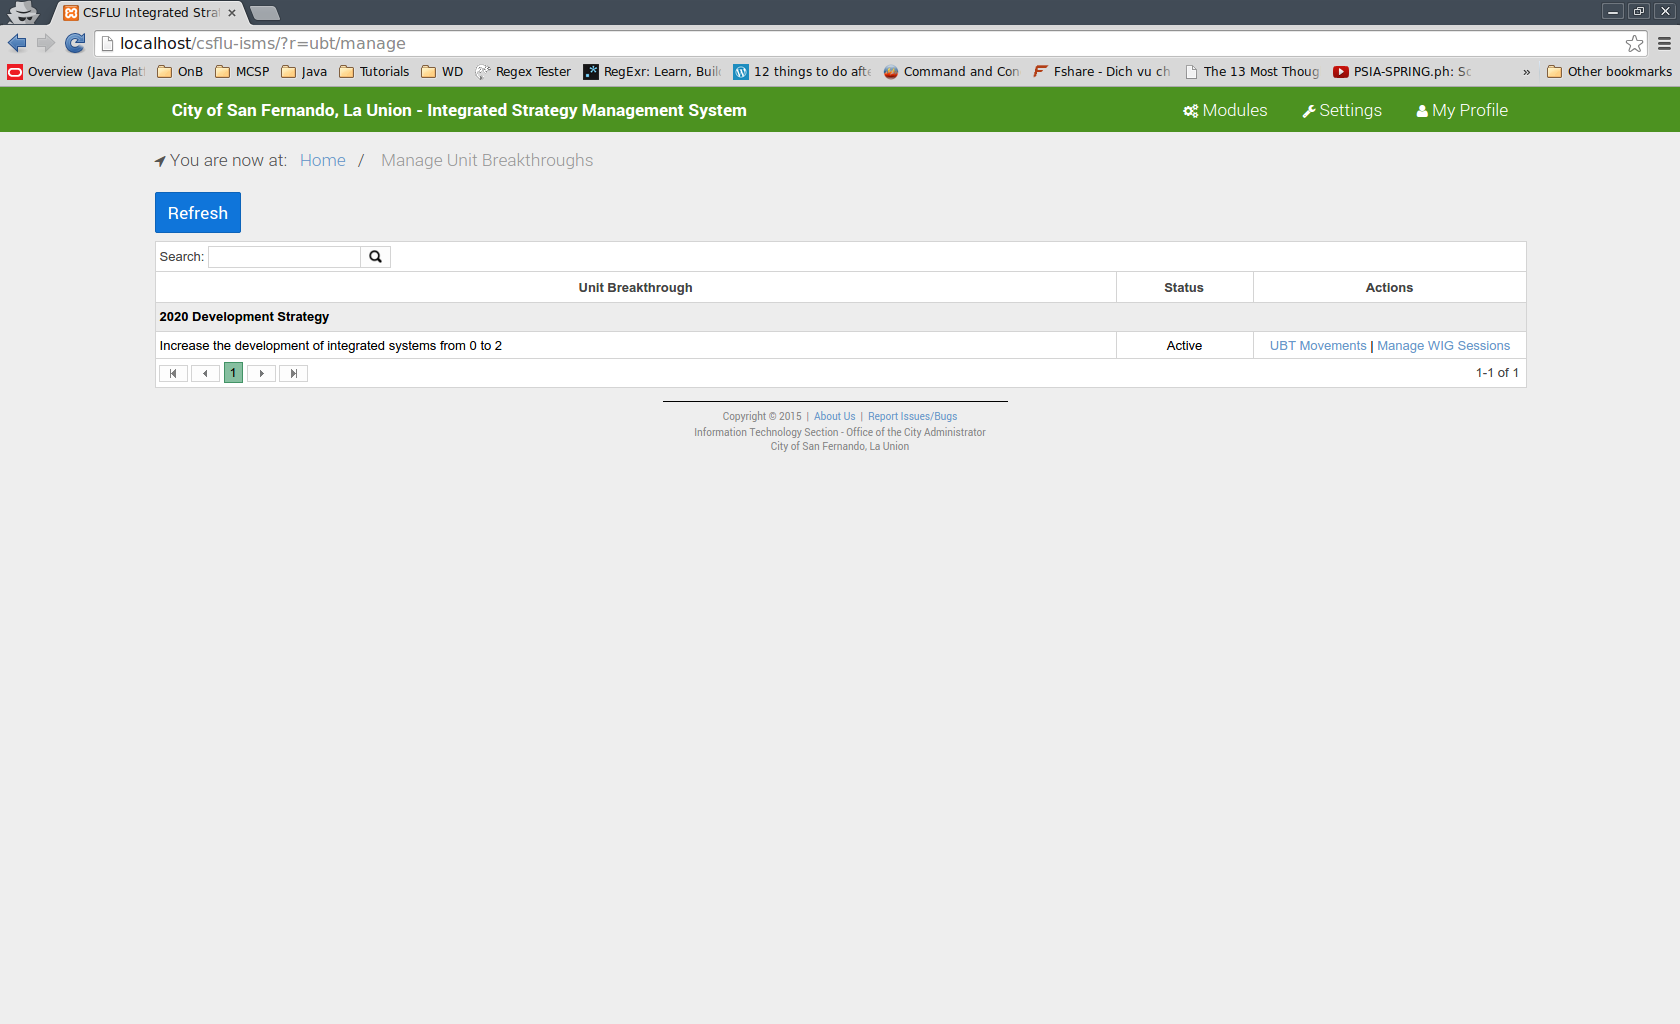 CSFLU Integrated Stra
localhost/csflu-isms/?r=ubt/manage
Overview (Java Plat OnB MCSP Java Tutorials WD Regex Tester RegExr: Learn, Buil 12 things to do afte Command and Con Fshare - Dich vu ch The 13 Most Thoug PSIA-SPRING.ph: Sc » Other bookmarks
City of San Fernando, La Union - Integrated Strategy Management System Modules Settings My Profile
You are now at: Home / Manage Unit Breakthroughs
Refresh
Search:
Unit Breakthrough Status Actions
2020 Development Strategy
Increase the development of integrated systems from 0 to 2 Active UBT Movements | Manage WIG Sessions
1 1-1 of 1
Copyright © 2015 | About Us | Report Issues/Bugs
Information Technology Section - Office of the City Administrator
City of San Fernando, La Union